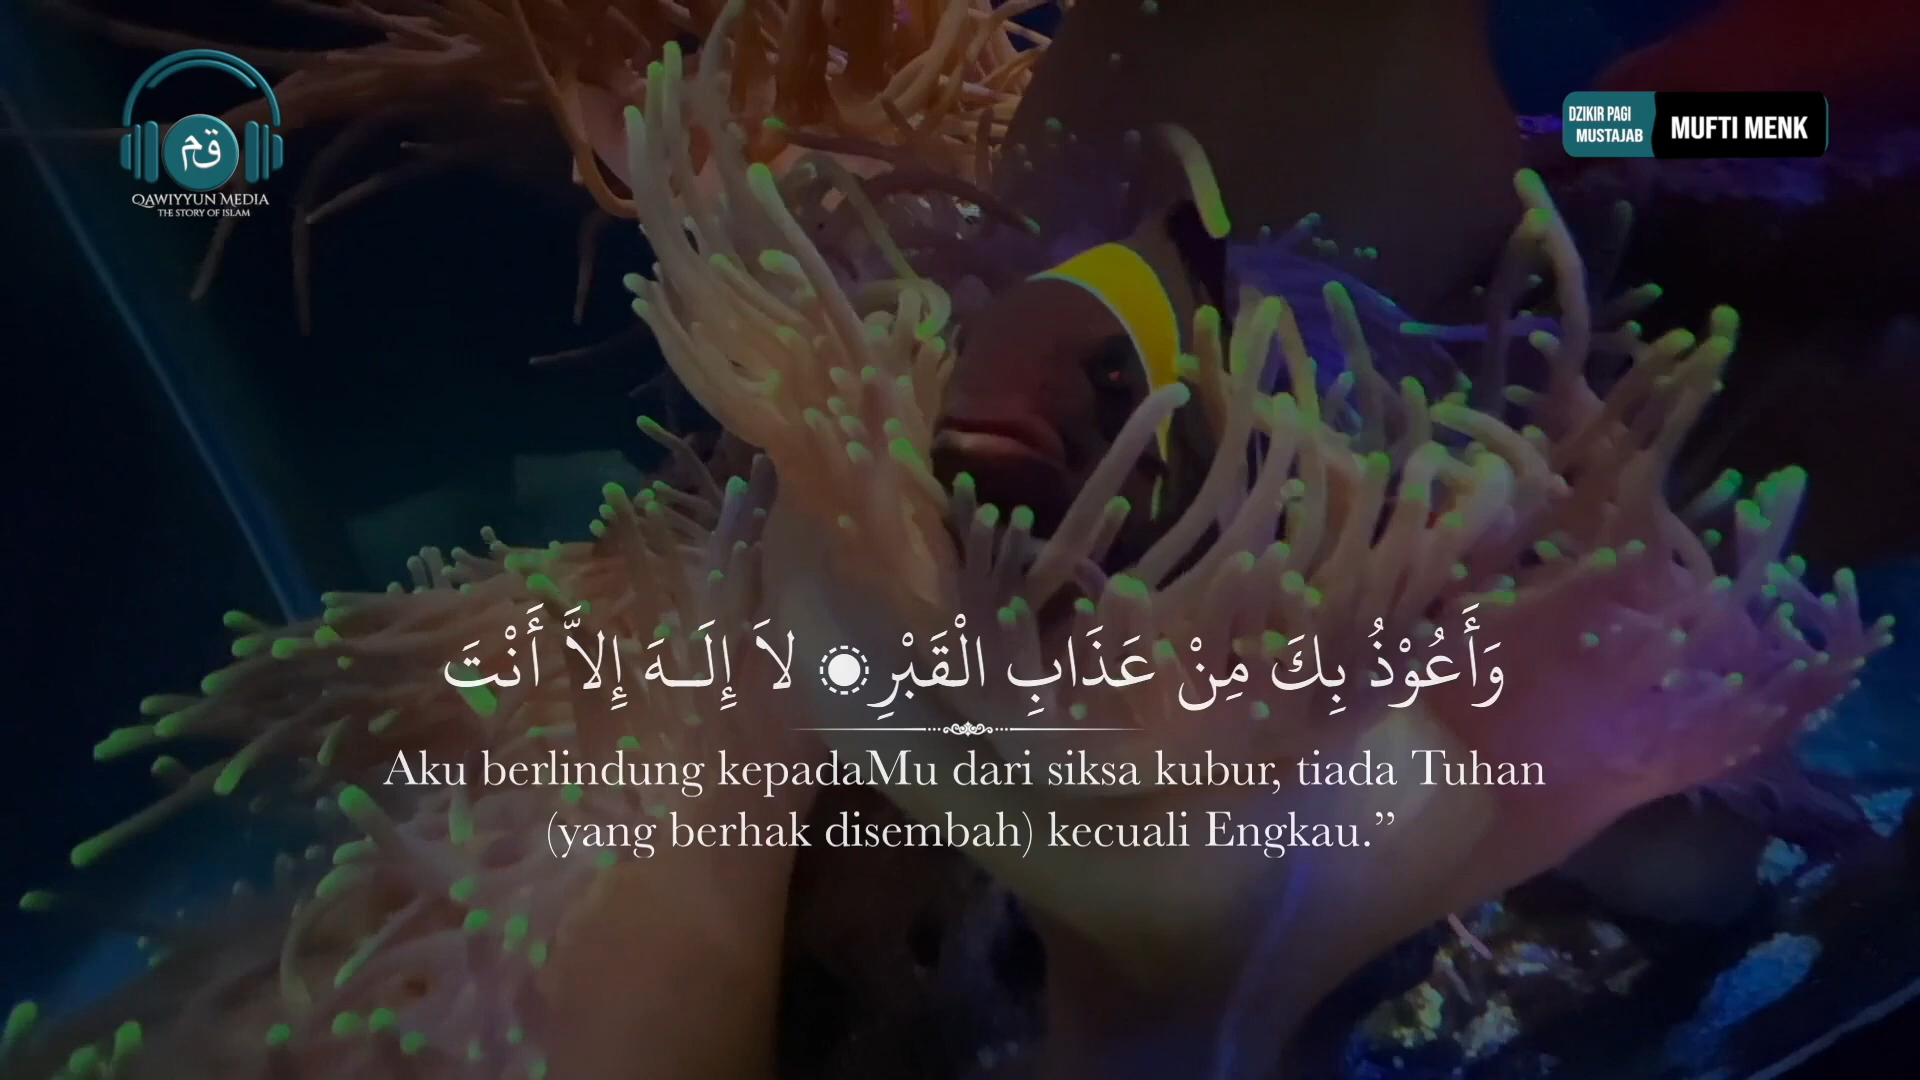 قم
QAWIYYUN MEDIA
THE STORY OF ISLAM
DZIKIR PAGI
MUSTAJAB
MUFTI MENK
وَأَعُوْذُ بِكَ مِنْ عَذَابِ الْقَبْرِ لاَ إِلَـهَ إِلاَّ أَنْتَ
Aku berlindung kepadaMu dari siksa kubur, tiada Tuhan
(yang berhak disembah) kecuali Engkau.”